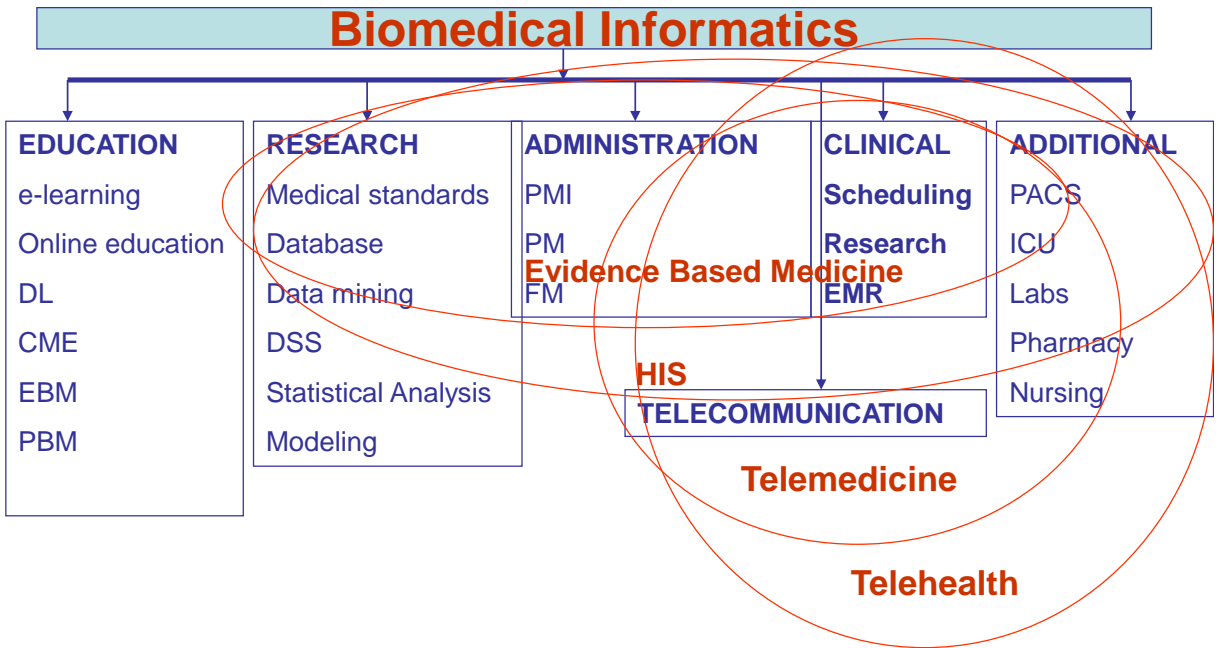 Biomedical Informatics
EDUCATION
e-learning
Online education
DL
CME
EBM
PBM
RESEARCH
Medical standards
Database
Data mining
DSS
Statistical Analysis
Modeling
ADMINISTRATION
PMI
PM
FM
CLINICAL
Scheduling
Research
EMR
ADDITIONAL
PACS
ICU
Labs
Pharmacy
Nursing
Evidence Based Medicine
HIS
TELECOMMUNICATION
Telemedicine
Telehealth